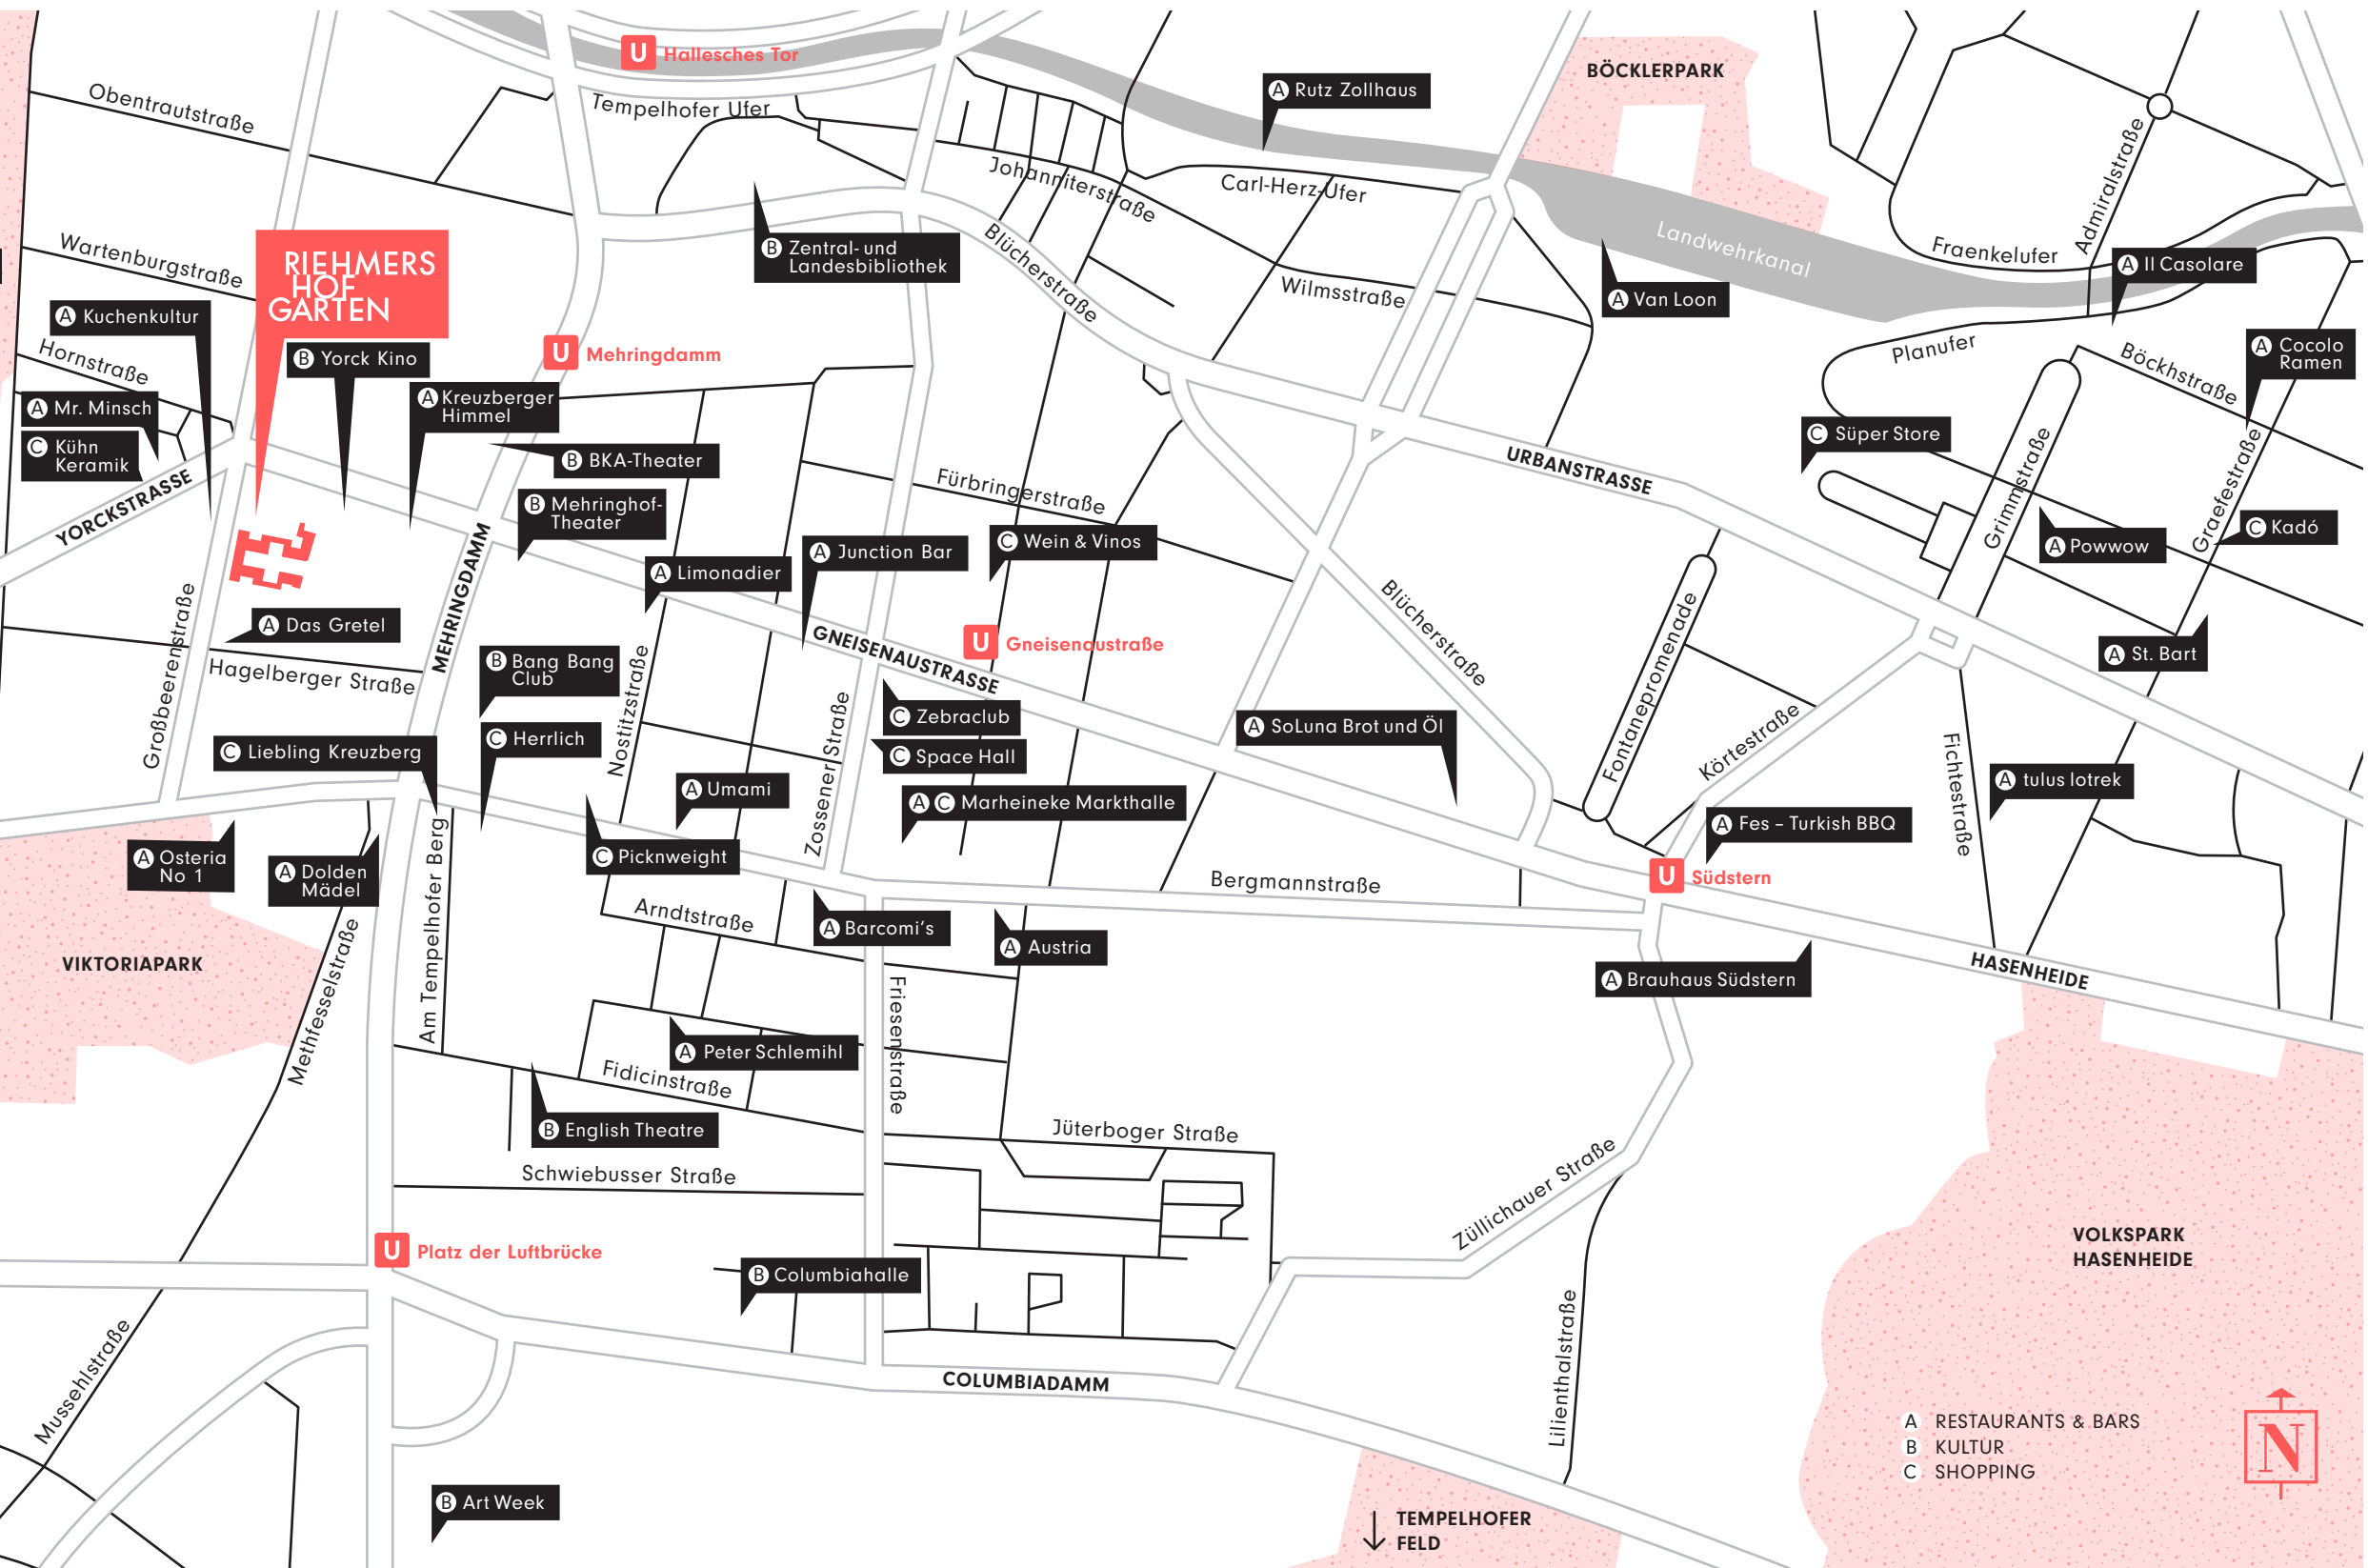 U Hallesches Tor
BÖCKLERPARK
Obentrautstraße
Tempelhofer Ufer
A Rutz Zollhaus
Johanniterstraße
Carl-Herz-Ufer
Admiralstraße
Wartenburgstraße
RIEHMERS
HOF
GARTEN
B Zentral- und
Landesbibliothek
Blücherstraße
Landwehrkanal
Fraenkelufer
A Il Casolare
Wilmsstraße
A Van Loon
A Kuchenkultur
Hornstraße
B Yorck Kino
U Mehringdamm
Planufer
Böckhstraße
A Cocolo
Ramen
A Mr. Minsch
A Kreuzberger
Himmel
C Kühn
Keramik
B BKA-Theater
C Süper Store
URBANSTRASSE
Grimmstraße
Graefestraße
YORCKSTRASSE
B Mehringhof-
Theater
Fürbringerstraße
C Wein & Vinos
C Kadó
A Powwow
A Junction Bar
A Limonadier
MEHRINGDAMM
Blücherstraße
Fontanepromenade
A Das Gretel
Großbeerenstraße
Hagelberger Straße
GNEISENAUSTRASSE
U Gneisenaustraße
A St. Bart
B Bang Bang
Club
Nostitzstraße
Zossener Straße
C Zebraclub
A SoLuna Brot und Öl
Körtestraße
Fichtestraße
C Liebling Kreuzberg
C Herrlich
C Space Hall
A tulus lotrek
A Umami
A C Marheineke Markthalle
A Fes – Turkish BBQ
A Osteria
No 1
A Dolden
Mädel
C Picknweight
Bergmannstraße
U Südstern
Am Tempelhofer Berg
Arndtstraße
A Barcomi's
A Austria
VIKTORIAPARK
Methfesselstraße
A Brauhaus Südstern
HASENHEIDE
Friesenstraße
A Peter Schlemihl
Fidicinstraße
B English Theatre
Jüterboger Straße
Schwiebusser Straße
Züllichauer Straße
VOLKSPARK
HASENHEIDE
U Platz der Luftbrücke
B Columbiahalle
Mussehlstraße
COLUMBIADAMM
Lilienthalstraße
A RESTAURANTS & BARS
B KULTUR
C SHOPPING
N
B Art Week
TEMPELHOFER
FELD